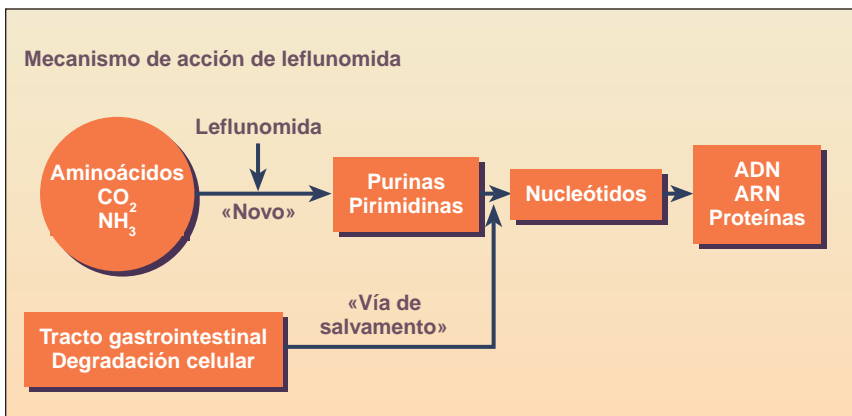 Mecanismo de acción de leflunomida
Leflunomida
Aminoácidos
CO2
NH3
«Novo»
Purinas
Pirimidinas
Nucleótidos
ADN
ARN
Proteínas
«Vía de
salvamento»
Tracto gastrointestinal
Degradación celular